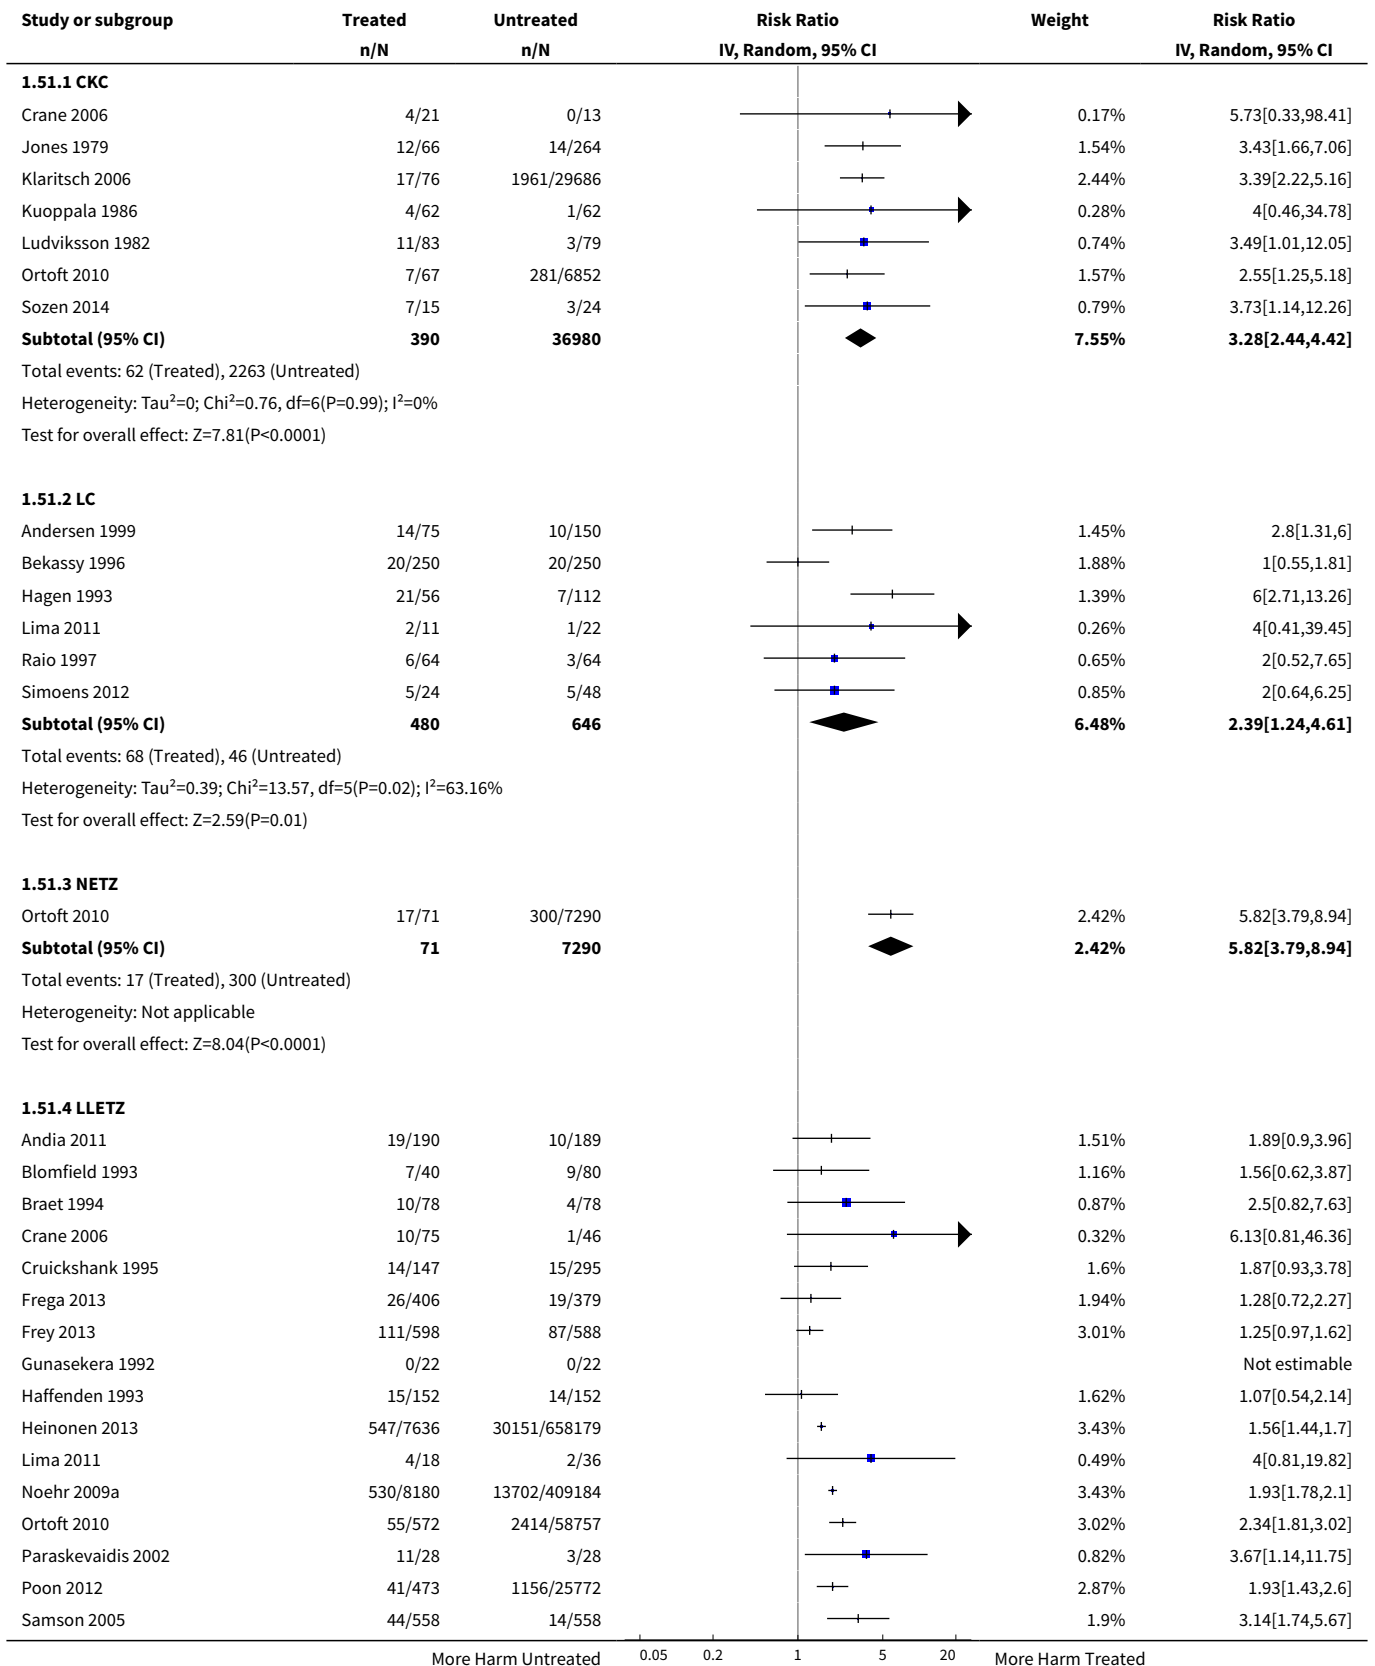 Study or subgroup Treated Untreated Risk Ratio Weight Risk Ratio
n/N n/N IV, Random, 95% CI IV, Random, 95% CI
1.51.1 CKC
Crane 2006 4/21 0/13 0.17% 5.73[0.33,98.41]
Jones 1979 12/66 14/264 1.54% 3.43[1.66,7.06]
Klaritsch 2006 17/76 1961/29686 2.44% 3.39[2.22,5.16]
Kuoppala 1986 4/62 1/62 0.28% 4[0.46,34.78]
Ludviksson 1982 11/83 3/79 0.74% 3.49[1.01,12.05]
Ortoft 2010 7/67 281/6852 1.57% 2.55[1.25,5.18]
Sozen 2014 7/15 3/24 0.79% 3.73[1.14,12.26]
Subtotal (95% CI) 390 36980 7.55% 3.28[2.44,4.42]
Total events: 62 (Treated), 2263 (Untreated)
Heterogeneity: Tau²=0; Chi²=0.76, df=6(P=0.99); I²=0%
Test for overall effect: Z=7.81(P<0.0001)
1.51.2 LC
Andersen 1999 14/75 10/150 1.45% 2.8[1.31,6]
Bekassy 1996 20/250 20/250 1.88% 1[0.55,1.81]
Hagen 1993 21/56 7/112 1.39% 6[2.71,13.26]
Lima 2011 2/11 1/22 0.26% 4[0.41,39.45]
Raio 1997 6/64 3/64 0.65% 2[0.52,7.65]
Simoens 2012 5/24 5/48 0.85% 2[0.64,6.25]
Subtotal (95% CI) 480 646 6.48% 2.39[1.24,4.61]
Total events: 68 (Treated), 46 (Untreated)
Heterogeneity: Tau²=0.39; Chi²=13.57, df=5(P=0.02); I²=63.16%
Test for overall effect: Z=2.59(P=0.01)
1.51.3 NETZ
Ortoft 2010 17/71 300/7290 2.42% 5.82[3.79,8.94]
Subtotal (95% CI) 71 7290 2.42% 5.82[3.79,8.94]
Total events: 17 (Treated), 300 (Untreated)
Heterogeneity: Not applicable
Test for overall effect: Z=8.04(P<0.0001)
1.51.4 LLETZ
Andia 2011 19/190 10/189 1.51% 1.89[0.9,3.96]
Blomfield 1993 7/40 9/80 1.16% 1.56[0.62,3.87]
Braet 1994 10/78 4/78 0.87% 2.5[0.82,7.63]
Crane 2006 10/75 1/46 0.32% 6.13[0.81,46.36]
Cruickshank 1995 14/147 15/295 1.6% 1.87[0.93,3.78]
Frega 2013 26/406 19/379 1.94% 1.28[0.72,2.27]
Frey 2013 111/598 87/588 3.01% 1.25[0.97,1.62]
Gunasekera 1992 0/22 0/22 Not estimable
Haffenden 1993 15/152 14/152 1.62% 1.07[0.54,2.14]
Heinonen 2013 547/7636 30151/658179 3.43% 1.56[1.44,1.7]
Lima 2011 4/18 2/36 0.49% 4[0.81,19.82]
Noehr 2009a 530/8180 13702/409184 3.43% 1.93[1.78,2.1]
Ortoft 2010 55/572 2414/58757 3.02% 2.34[1.81,3.02]
Paraskevaidis 2002 11/28 3/28 0.82% 3.67[1.14,11.75]
Poon 2012 41/473 1156/25772 2.87% 1.93[1.43,2.6]
Samson 2005 44/558 14/558 1.9% 3.14[1.74,5.67]
More Harm Untreated 0.05 0.2 1 5 20 More Harm Treated